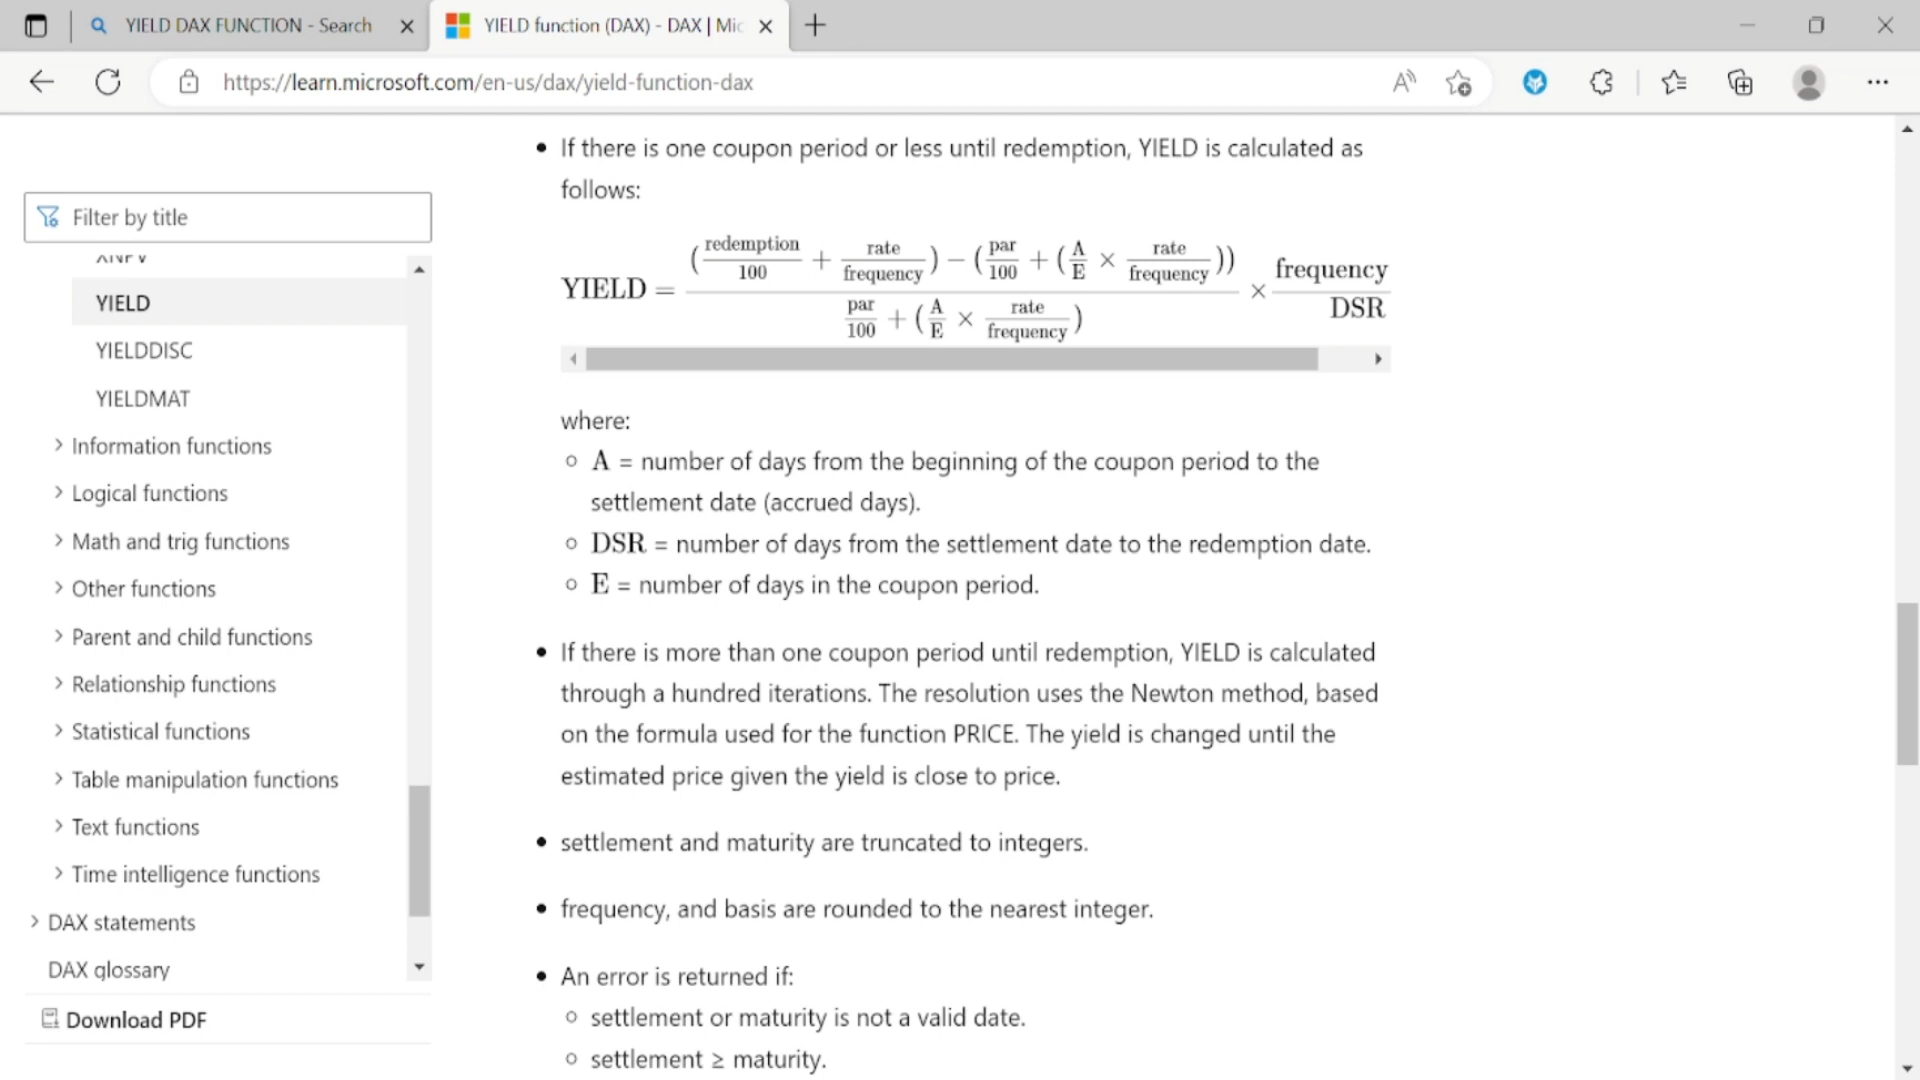 YIELD DAX FUNCTION - Search
YIELD function (DAX) - DAX | Mic
https://learn.microsoft.com/en-us/dax/yield-function-dax
Filter by title
XNPV
YIELD
YIELDDISC
YIELDMAT
Information functions
Logical functions
Math and trig functions
Other functions
Parent and child functions
Relationship functions
Statistical functions
Table manipulation functions
Text functions
Time intelligence functions
DAX statements
DAX glossary
Download PDF
If there is one coupon period or less until redemption, YIELD is calculated as
follows:
YIELD = ((redemption/100 + rate/frequency) − (par/100 + (A/E × rate/frequency))) / (par/100 + (A/E × rate/frequency)) × frequency/DSR
where:
A = number of days from the beginning of the coupon period to the
settlement date (accrued days).
DSR = number of days from the settlement date to the redemption date.
E = number of days in the coupon period.
If there is more than one coupon period until redemption, YIELD is calculated
through a hundred iterations. The resolution uses the Newton method, based
on the formula used for the function PRICE. The yield is changed until the
estimated price given the yield is close to price.
settlement and maturity are truncated to integers.
frequency, and basis are rounded to the nearest integer.
An error is returned if:
settlement or maturity is not a valid date.
settlement ≥ maturity.